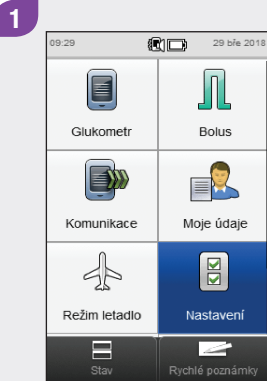 1
09:29 29 bře 2018
Glukometr Bolus
Komunikace Moje údaje
Režim letadlo Nastavení
Stav Rychlé poznámky